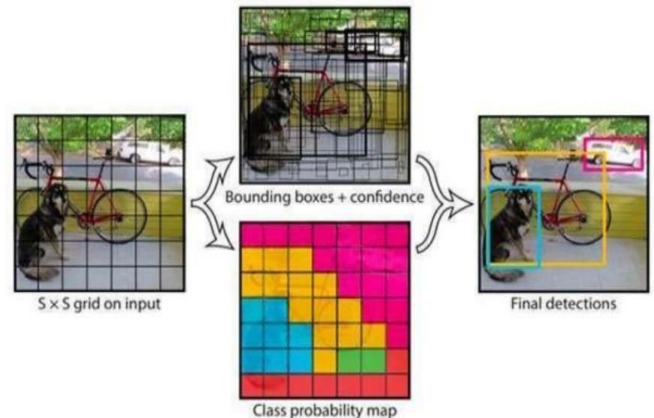 Bounding boxes + confidence
S × S grid on input
Final detections
Class probability map